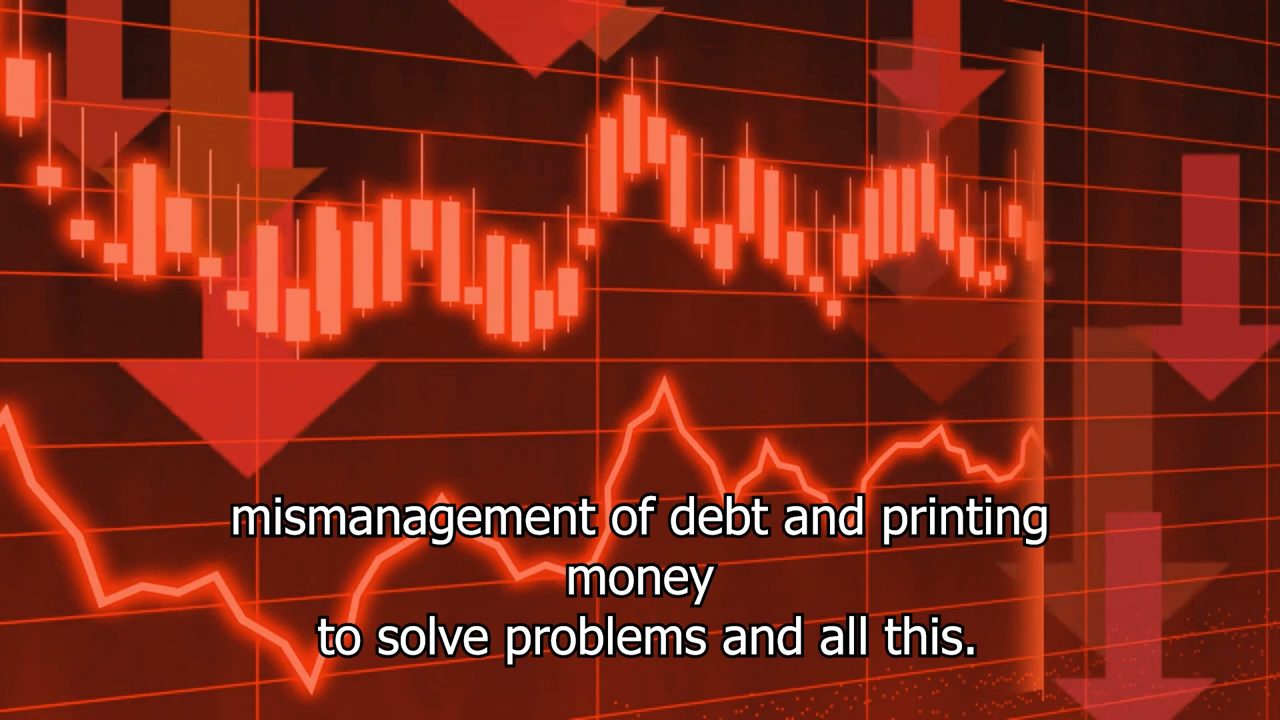 mismanagement of debt and printing
money
to solve problems and all this.